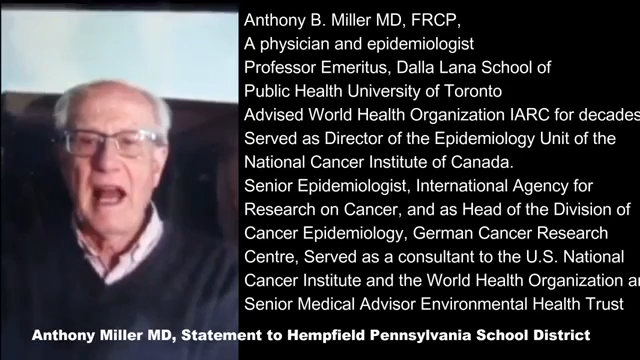 Anthony B. Miller MD, FRCP,
A physician and epidemiologist
Professor Emeritus, Dalla Lana School of
Public Health University of Toronto
Advised World Health Organization IARC for decades
Served as Director of the Epidemiology Unit of the
National Cancer Institute of Canada.
Senior Epidemiologist, International Agency for
Research on Cancer, and as Head of the Division of
Cancer Epidemiology, German Cancer Research
Centre, Served as a consultant to the U.S. National
Cancer Institute and the World Health Organization
Senior Medical Advisor Environmental Health Trust
Anthony Miller MD, Statement to Hempfield Pennsylvania School District